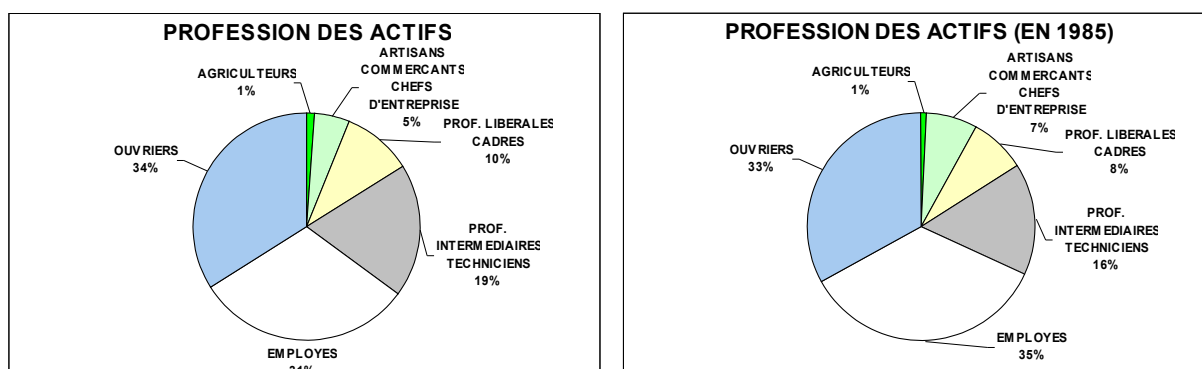 PROFESSION DES ACTIFS
AGRICULTEURS
1%
ARTISANS
COMMERCANTS
CHEFS
D'ENTREPRISE
5%
PROF. LIBERALES
CADRES
10%
OUVRIERS
34%
PROF.
INTERMEDIAIRES
TECHNICIENS
19%
EMPLOYES
PROFESSION DES ACTIFS (EN 1985)
AGRICULTEURS
1%
ARTISANS
COMMERCANTS
CHEFS
D'ENTREPRISE
7%
PROF. LIBERALES
CADRES
8%
OUVRIERS
33%
PROF.
INTERMEDIAIRES
TECHNICIENS
16%
EMPLOYES
35%